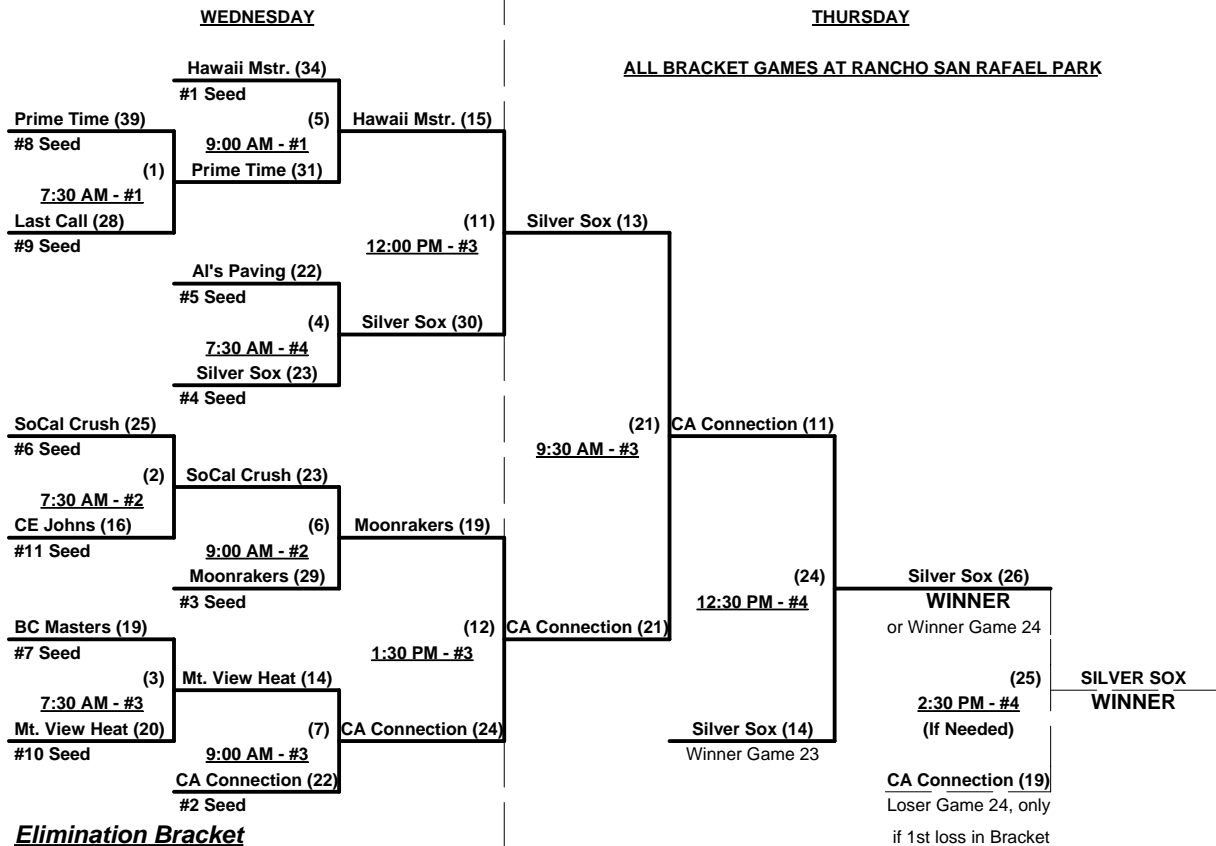 WEDNESDAY
THURSDAY
Hawaii Mstr. (34)
ALL BRACKET GAMES AT RANCHO SAN RAFAEL PARK
#1 Seed
Prime Time (39)
(5)
Hawaii Mstr. (15)
#8 Seed
9:00 AM - #1
(1)
Prime Time (31)
7:30 AM - #1
Last Call (28)
(11)
Silver Sox (13)
#9 Seed
12:00 PM - #3
Al's Paving (22)
#5 Seed
(4)
Silver Sox (30)
7:30 AM - #4
Silver Sox (23)
#4 Seed
SoCal Crush (25)
(21)
CA Connection (11)
#6 Seed
9:30 AM - #3
(2)
SoCal Crush (23)
7:30 AM - #2
CE Johns (16)
(6)
Moonrakers (19)
#11 Seed
9:00 AM - #2
Moonrakers (29)
(24)
Silver Sox (26)
#3 Seed
12:30 PM - #4
WINNER
BC Masters (19)
(12)
CA Connection (21)
or Winner Game 24
#7 Seed
1:30 PM - #3
(3)
Mt. View Heat (14)
(25)
SILVER SOX
7:30 AM - #3
2:30 PM - #4
WINNER
Mt. View Heat (20)
(7)
CA Connection (24)
Silver Sox (14)
(If Needed)
#10 Seed
9:00 AM - #3
Winner Game 23
CA Connection (22)
CA Connection (19)
#2 Seed
Loser Game 24, only
Elimination Bracket
if 1st loss in Bracket